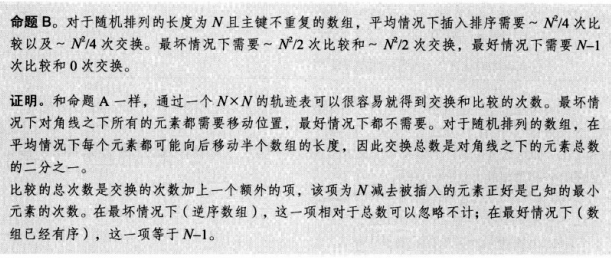 命题 B。对于随机排列的长度为 N 且主键不重复的数组，平均情况下插入排序需要 ~ N²/4 次比
较以及 ~ N²/4 次交换。最坏情况下需要 ~ N²/2 次比较和 ~ N²/2 次交换，最好情况下需要 N–1
次比较和 0 次交换。
证明。和命题 A 一样，通过一个 N×N 的轨迹表可以很容易就得到交换和比较的次数。最坏情
况下对角线之下所有的元素都需要移动位置，最好情况下都不需要。对于随机排列的数组，在
平均情况下每个元素都可能向后移动半个数组的长度，因此交换总数是对角线之下的元素总数
的二分之一。
比较的总次数是交换的次数加上一个额外的项，该项为 N 减去被插入的元素正好是已知的最小
元素的次数。在最坏情况下（逆序数组），这一项相对于总数可以忽略不计；在最好情况下（数
组已经有序），这一项等于 N–1。